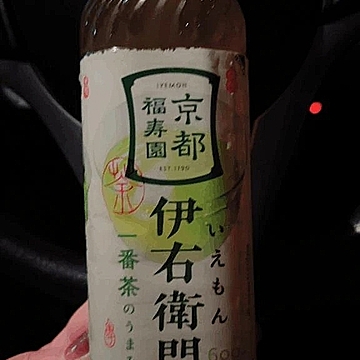 IYEMON
京都
福寿園
EST. 1790
茶
伊右衛門
いえもん
一番茶のうま
600